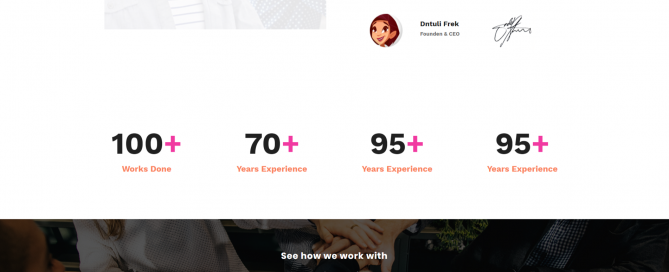 Dntuli Frek
Founden & CEO
100+ 70+ 95+ 95+
Works Done Years Experience Years Experience Years Experience
See how we work with